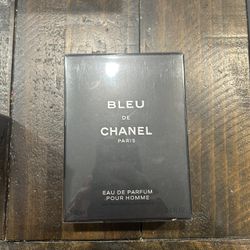 BLEU
DE
CHANEL
PARIS
EAU DE PARFUM
POUR HOMME